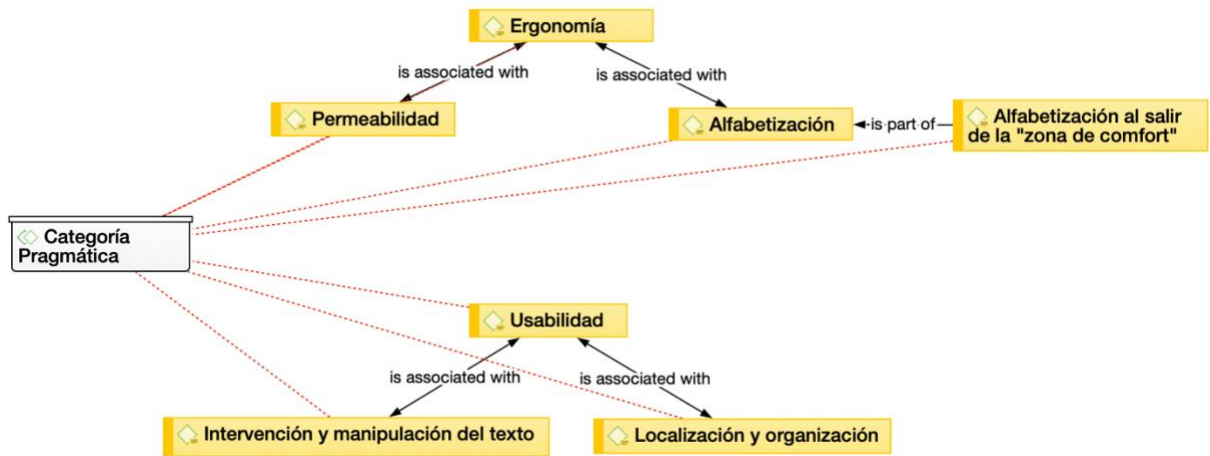 Ergonomía
is associated with
is associated with
Permeabilidad
Alfabetización
is part of
Alfabetización al salir
de la "zona de comfort"
Categoría
Pragmática
Usabilidad
is associated with
is associated with
Intervención y manipulación del texto
Localización y organización